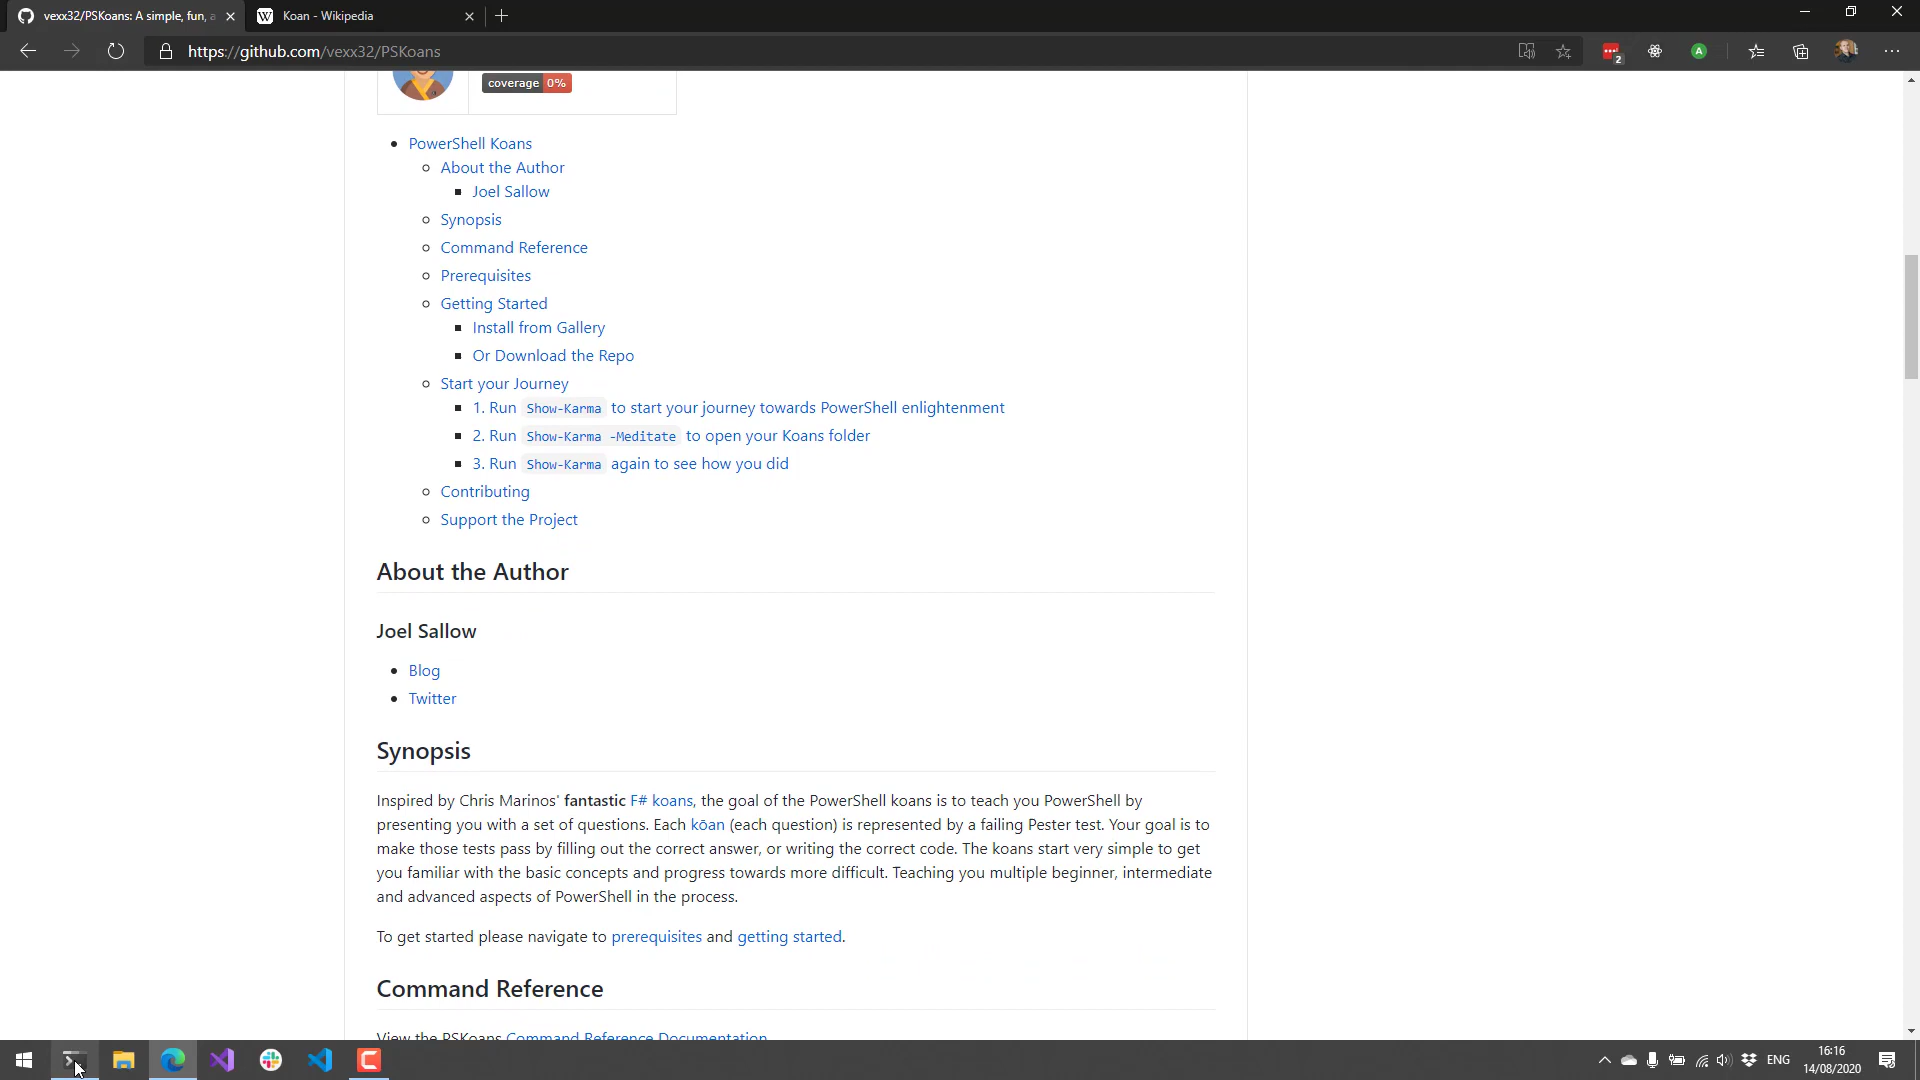 vexx32/PSKoans: A simple, fun, a
Koan - Wikipedia
https://github.com/vexx32/PSKoans
2
A
coverage 0%
PowerShell Koans
About the Author
Joel Sallow
Synopsis
Command Reference
Prerequisites
Getting Started
Install from Gallery
Or Download the Repo
Start your Journey
1. Run Show-Karma to start your journey towards PowerShell enlightenment
2. Run Show-Karma -Meditate to open your Koans folder
3. Run Show-Karma again to see how you did
Contributing
Support the Project
About the Author
Joel Sallow
Blog
Twitter
Synopsis
Inspired by Chris Marinos' fantastic F# koans, the goal of the PowerShell koans is to teach you PowerShell by
presenting you with a set of questions. Each kōan (each question) is represented by a failing Pester test. Your goal is to
make those tests pass by filling out the correct answer, or writing the correct code. The koans start very simple to get
you familiar with the basic concepts and progress towards more difficult. Teaching you multiple beginner, intermediate
and advanced aspects of PowerShell in the process.
To get started please navigate to prerequisites and getting started.
Command Reference
View the PSKoans Command Reference Documentation
ENG
16:16
14/08/2020